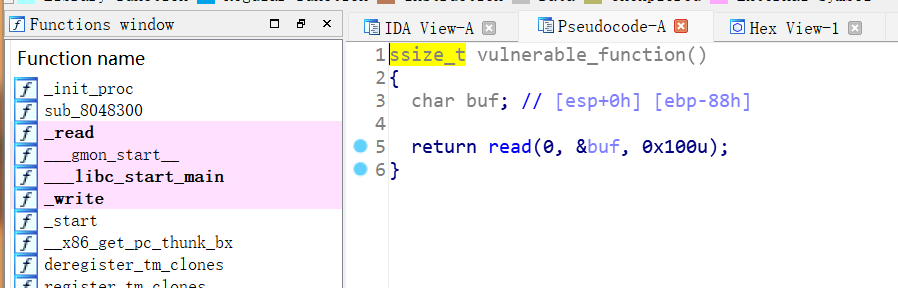 Functions window
IDA View-A
Pseudocode-A
Hex View-1
Function name
_init_proc
sub_8048300
_read
___gmon_start__
___libc_start_main
_write
_start
__x86_get_pc_thunk_bx
deregister_tm_clones
register_tm_clones
1 ssize_t vulnerable_function()
2 {
3 char buf; // [esp+0h] [ebp-88h]
4
5 return read(0, &buf, 0x100u);
6 }